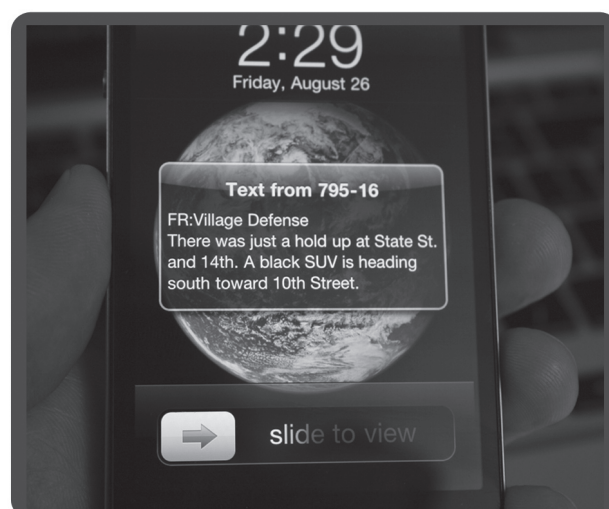 2:29
Friday, August 26
Text from 795-16
FR:Village Defense
There was just a hold up at State St.
and 14th. A black SUV is heading
south toward 10th Street.
slide to view